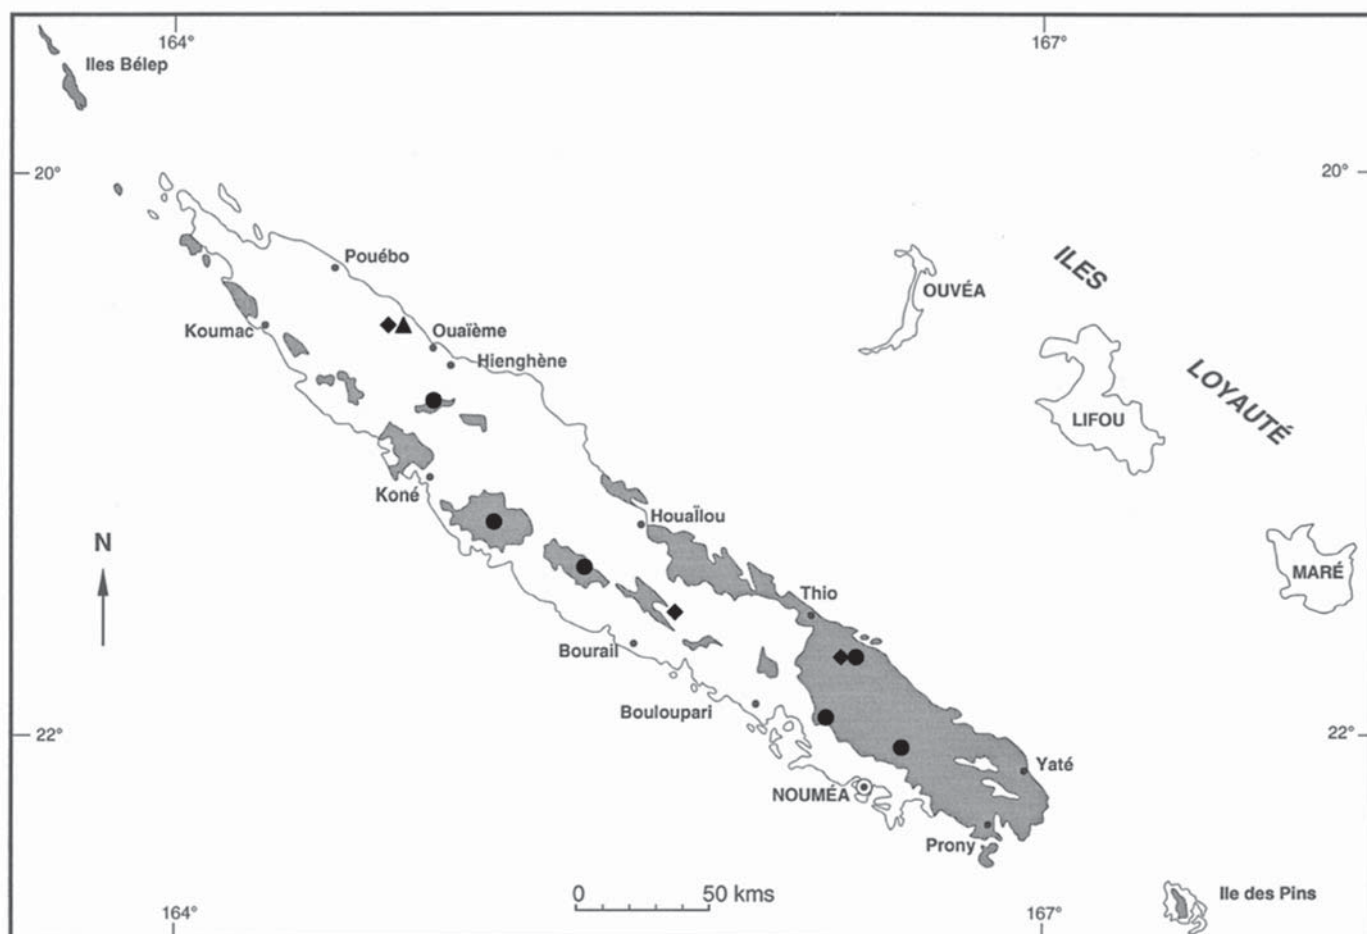 164°
167°
Iles Bélep
20°
20°
Pouébo
ILES
OUVÉA
Koumac
Ouaïème
Hienghène
LOYAUTÉ
LIFOU
Koné
Houaïlou
N
MARÉ
Thio
Bourail
Bouloupari
22°
22°
Yaté
NOUMÉA
Prony
0 50 kms
Ile des Pins
164°
167°